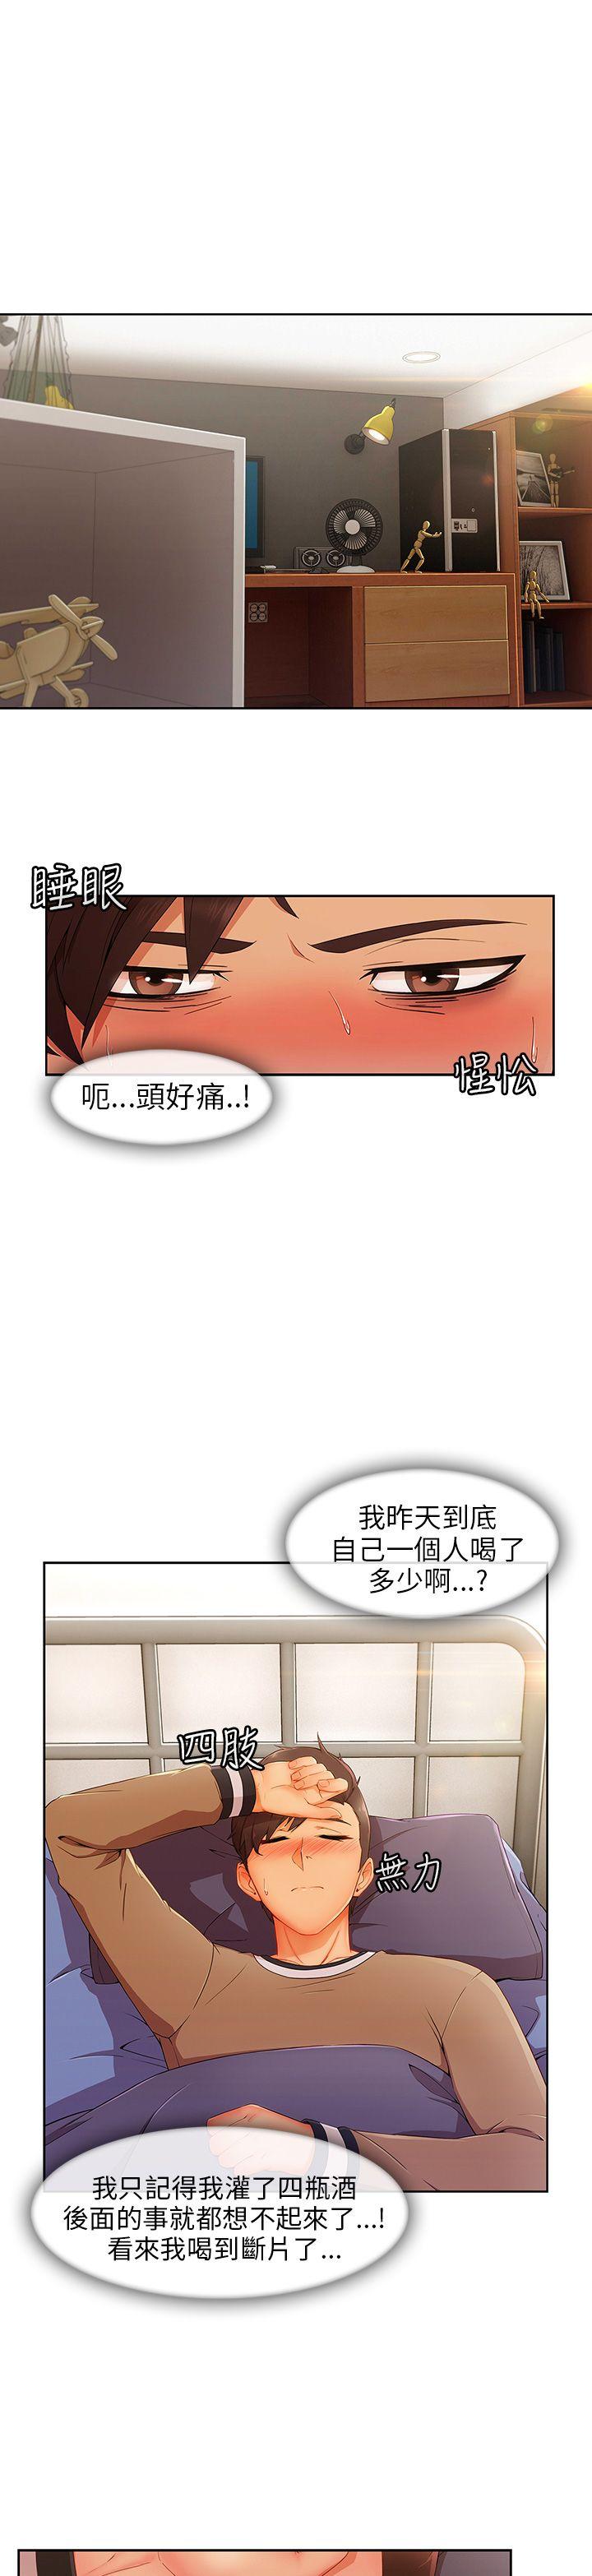 睡眼
惺忪
呃...頭好痛..!
我昨天到底
自己一個人喝了
多少啊...?
四肢
無力
我只記得我灌了四瓶酒
後面的事就都想不起來了...!
看來我喝到斷片了...